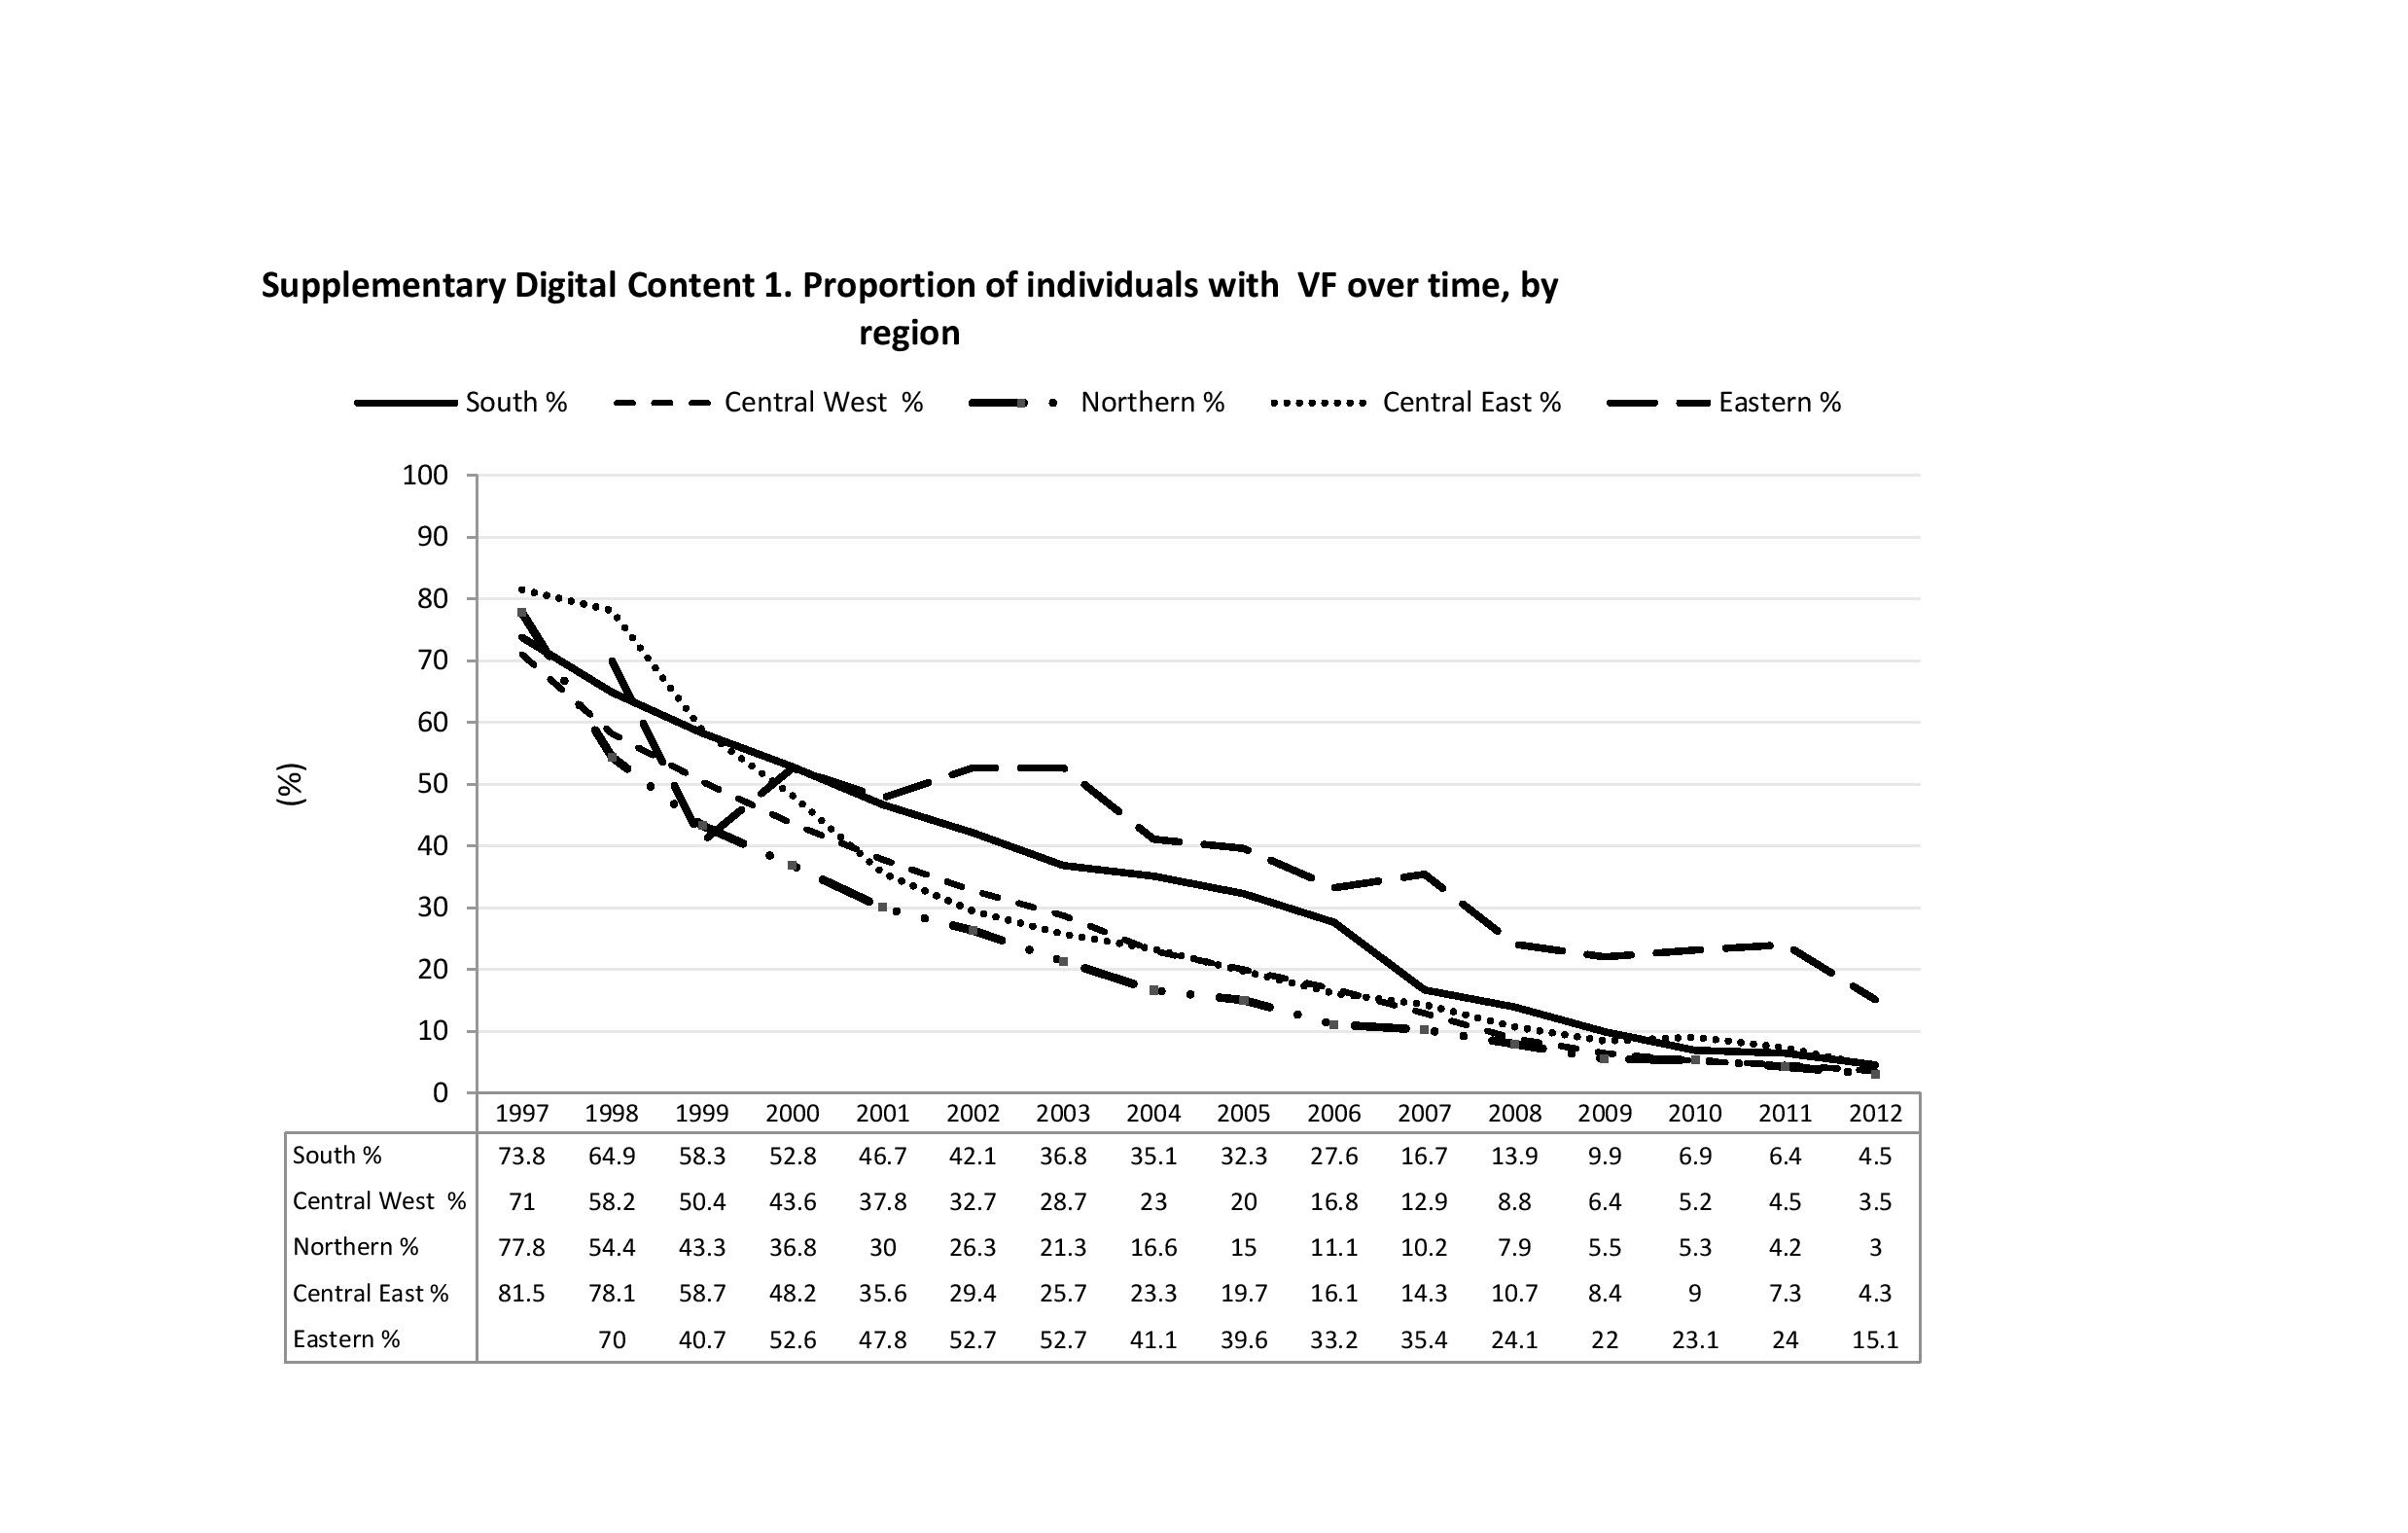 Supplementary Digital Content 1. Proportion of individuals with  VF over time, by
region
South % Central West  % Northern % Central East % Eastern %
100
90
80
70
60
50
40
30
20
10
0
(%)
1997 1998 1999 2000 2001 2002 2003 2004 2005 2006 2007 2008 2009 2010 2011 2012
South % 73.8 64.9 58.3 52.8 46.7 42.1 36.8 35.1 32.3 27.6 16.7 13.9 9.9 6.9 6.4 4.5
Central West  % 71 58.2 50.4 43.6 37.8 32.7 28.7 23 20 16.8 12.9 8.8 6.4 5.2 4.5 3.5
Northern % 77.8 54.4 43.3 36.8 30 26.3 21.3 16.6 15 11.1 10.2 7.9 5.5 5.3 4.2 3
Central East % 81.5 78.1 58.7 48.2 35.6 29.4 25.7 23.3 19.7 16.1 14.3 10.7 8.4 9 7.3 4.3
Eastern % 70 40.7 52.6 47.8 52.7 52.7 41.1 39.6 33.2 35.4 24.1 22 23.1 24 15.1